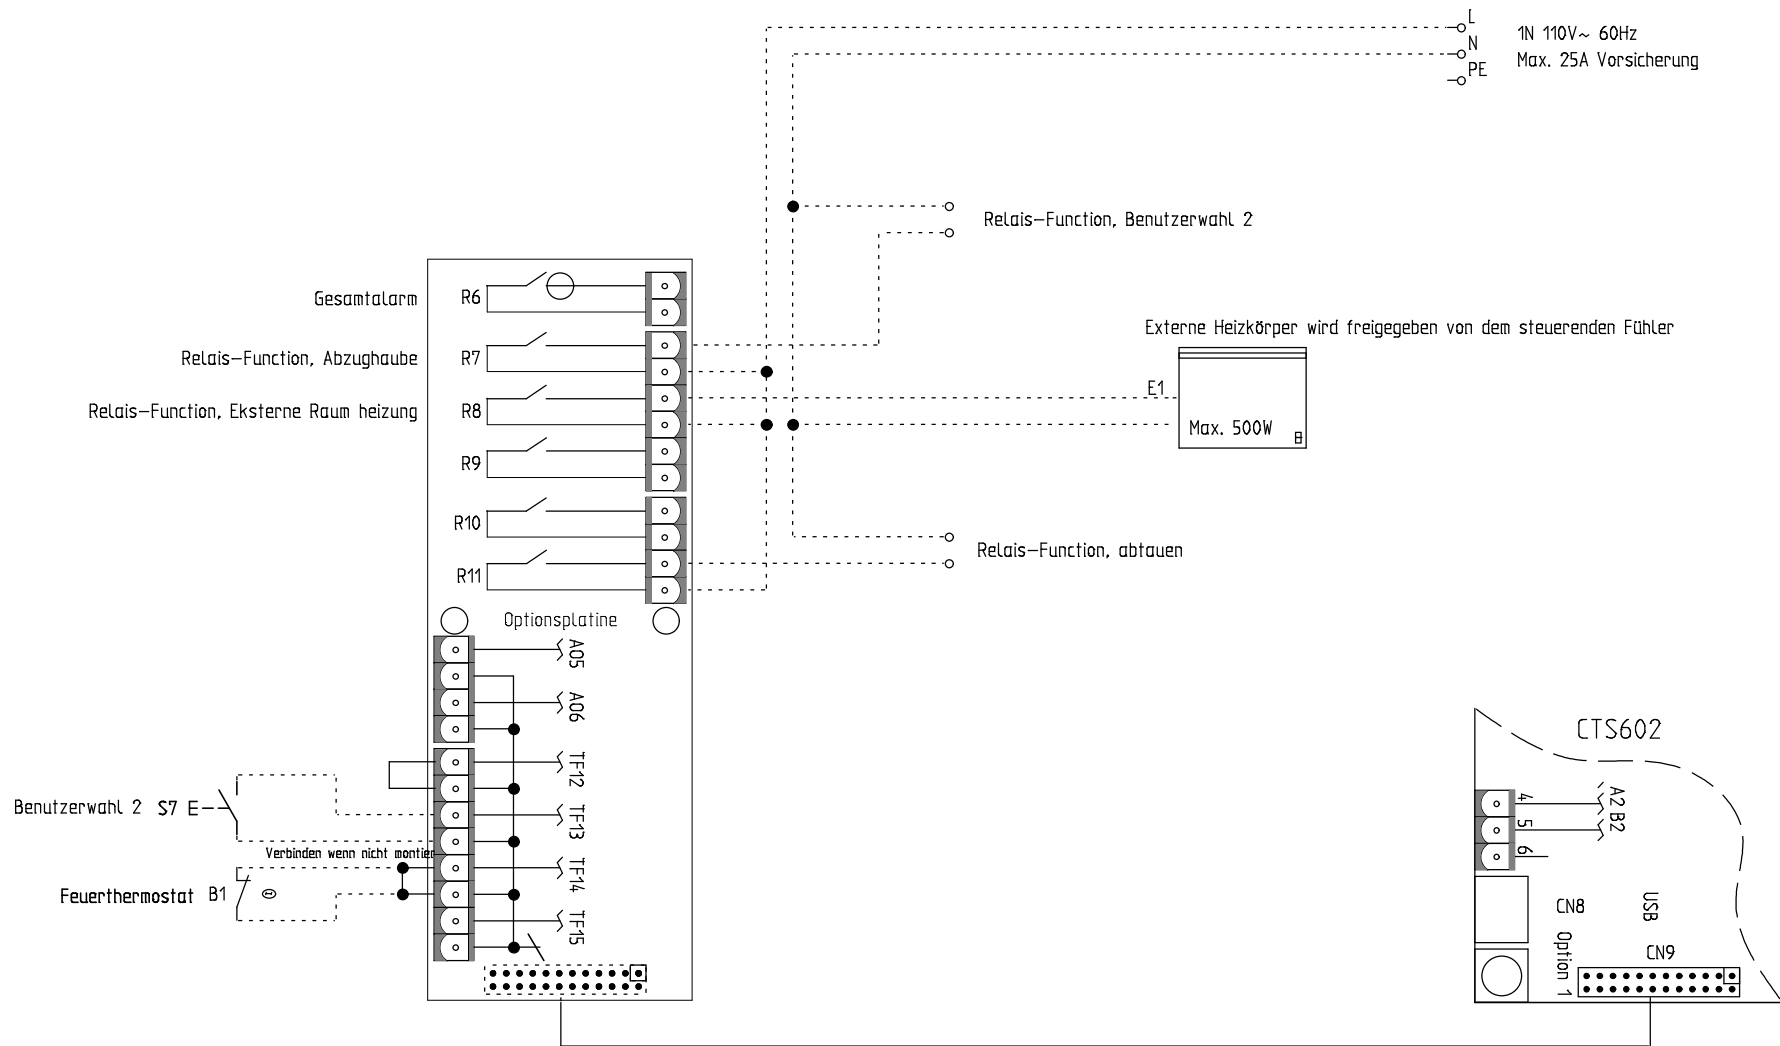 L
1N 110V~ 60Hz
N
Max. 25A Vorsicherung
PE
Relais-Function, Benutzerwahl 2
Gesamtalarm
R6
Externe Heizkörper wird freigegeben von dem steuerenden Fühler
Relais-Function, Abzughaube
R7
E1
Relais-Function, Eksterne Raum heizung
R8
Max. 500W
R9
R10
Relais-Function, abtauen
R11
Optionsplatine
A05
A06
TF12
TF13
TF14
TF15
Benutzerwahl 2
S7
Verbinden wenn nicht montier
Feuerthermostat
B1
CTS602
4
A2
5
B2
6
CN8
USB
Option 1
CN9